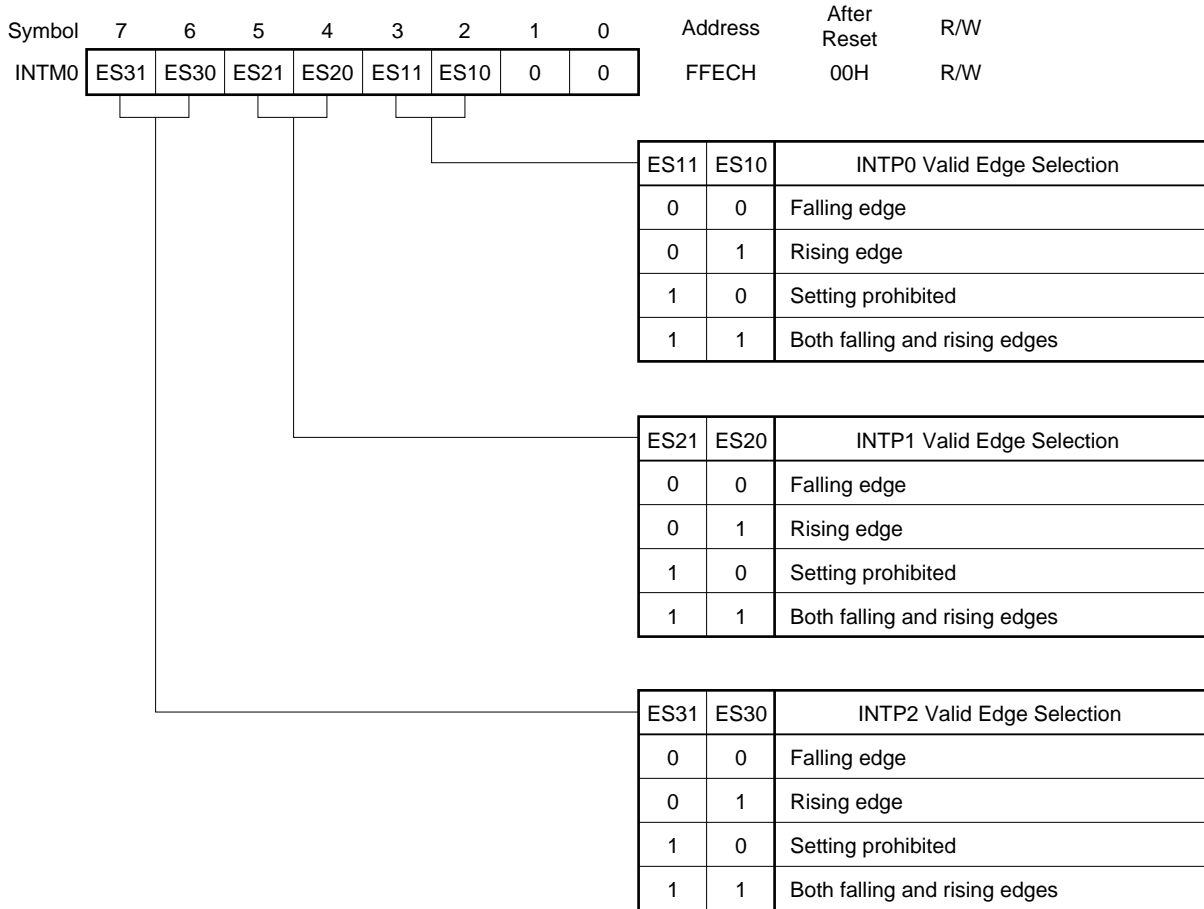 Symbol 7 6 5 4 3 2 1 0 Address After Reset R/W
INTM0 ES31 ES30 ES21 ES20 ES11 ES10 0 0 FFECH 00H R/W
ES11 ES10 INTP0 Valid Edge Selection
0 0 Falling edge
0 1 Rising edge
1 0 Setting prohibited
1 1 Both falling and rising edges
ES21 ES20 INTP1 Valid Edge Selection
0 0 Falling edge
0 1 Rising edge
1 0 Setting prohibited
1 1 Both falling and rising edges
ES31 ES30 INTP2 Valid Edge Selection
0 0 Falling edge
0 1 Rising edge
1 0 Setting prohibited
1 1 Both falling and rising edges